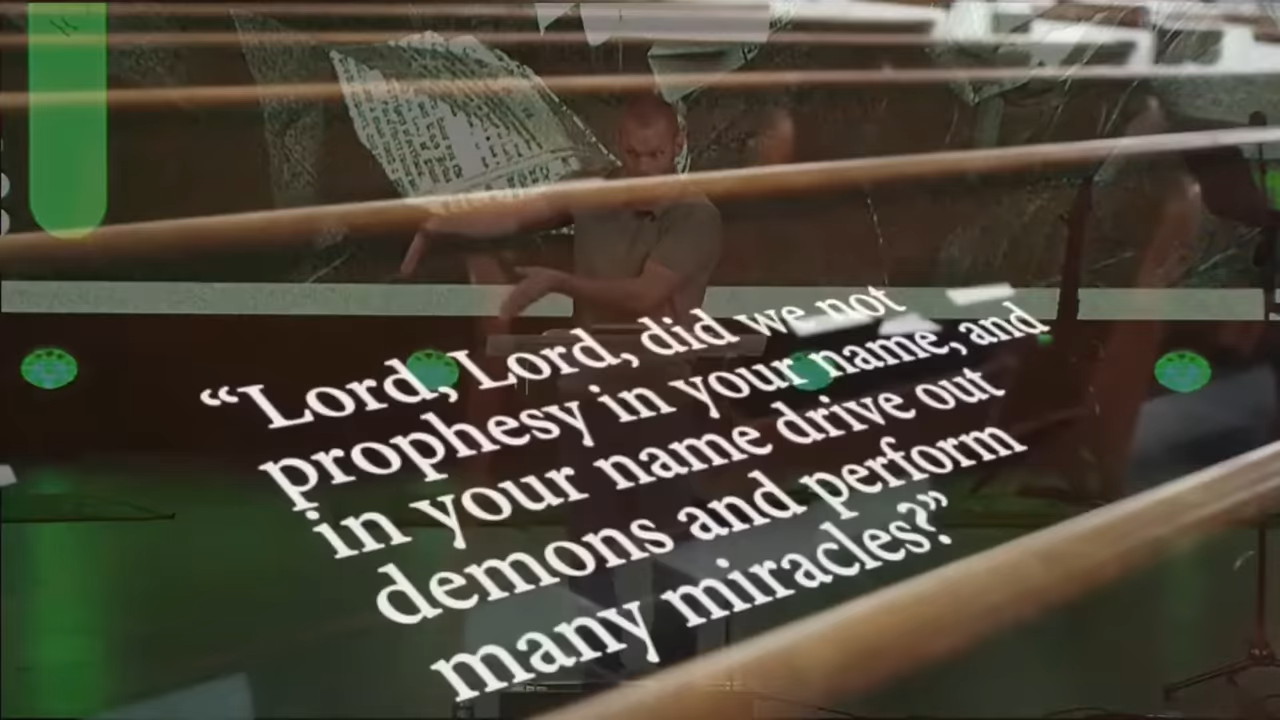 “Lord, Lord, did we not
prophesy in your name, and
in your name drive out
demons and perform
many miracles?”